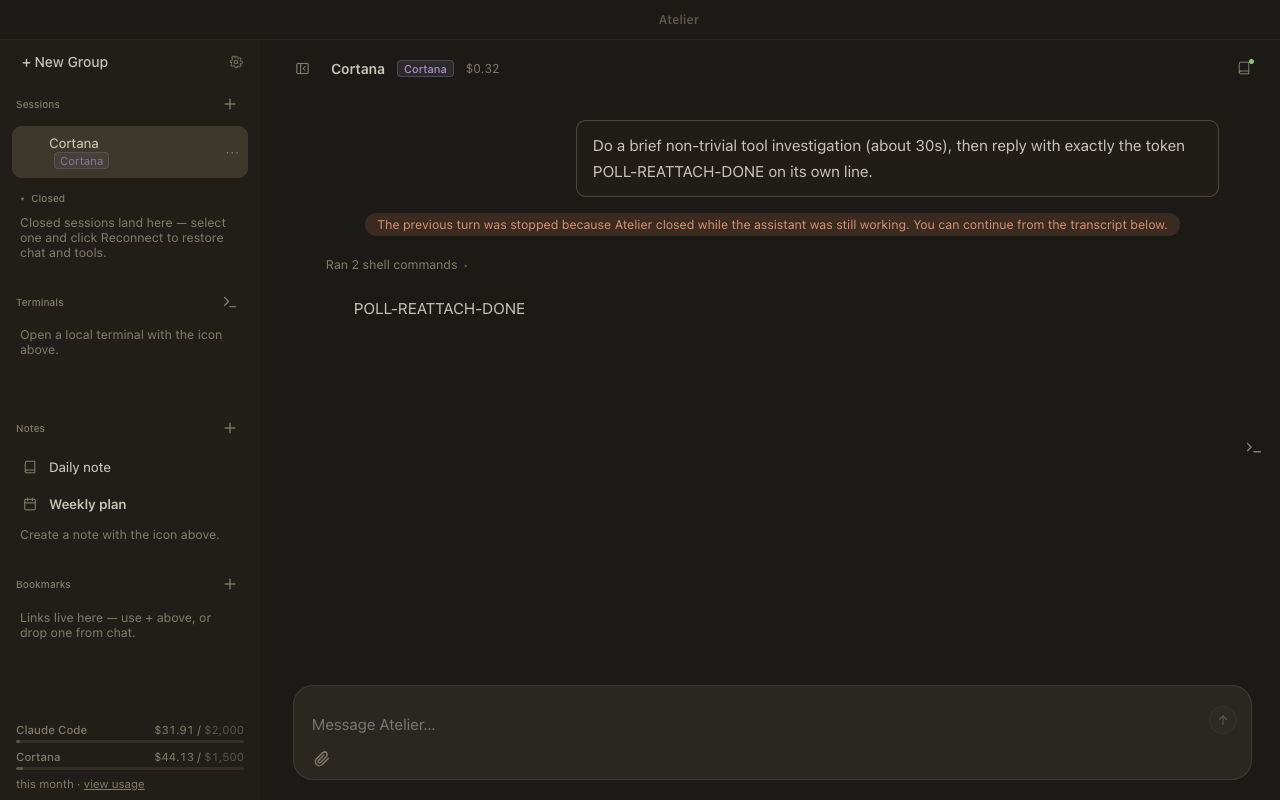 Atelier
+ New Group
Sessions
Cortana
Cortana
Closed
Closed sessions land here — select
one and click Reconnect to restore
chat and tools.
Terminals
Open a local terminal with the icon
above.
Notes
Daily note
Weekly plan
Create a note with the icon above.
Bookmarks
Links live here — use + above, or
drop one from chat.
Claude Code $31.91 / $2,000
Cortana $44.13 / $1,500
this month · view usage
Cortana Cortana $0.32
Do a brief non-trivial tool investigation (about 30s), then reply with exactly the token
POLL-REATTACH-DONE on its own line.
The previous turn was stopped because Atelier closed while the assistant was still working. You can continue from the transcript below.
Ran 2 shell commands
POLL-REATTACH-DONE
Message Atelier...